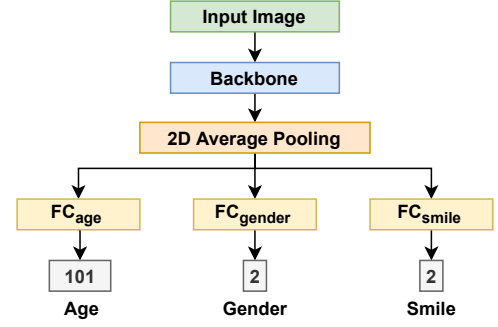 Input Image
Backbone
2D Average Pooling
FCage FCgender FCsmile
101 2 2
Age Gender Smile